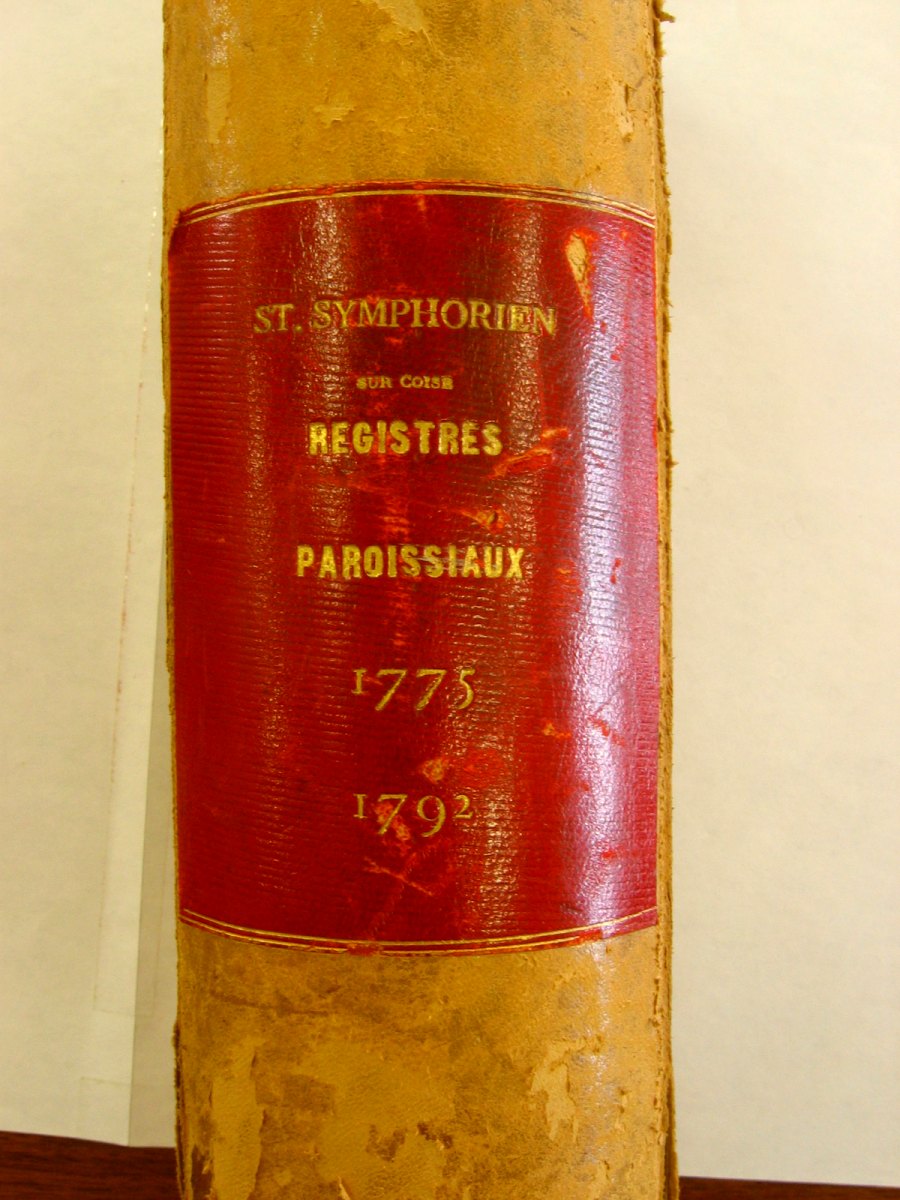 ST. SYMPHORIEN
SUR COISE
REGISTRES
PAROISSIAUX
1775
1792